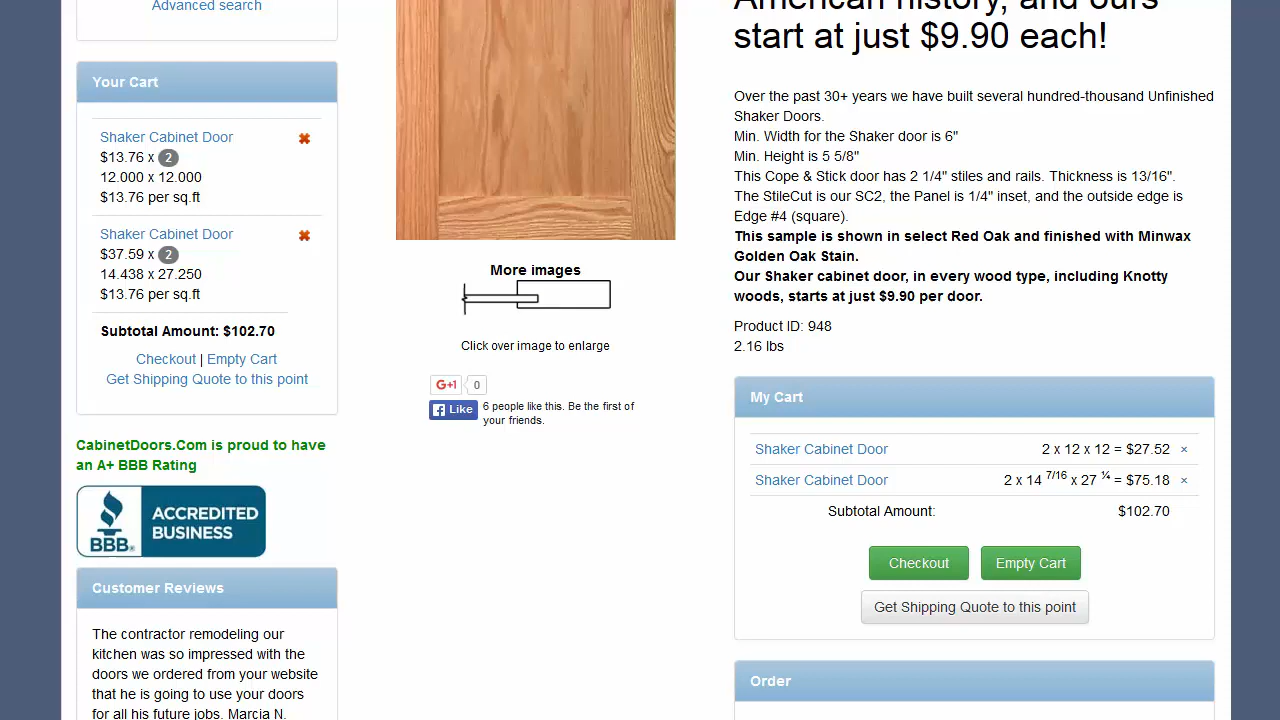 Advanced search
Your Cart
Shaker Cabinet Door
$13.76 x 2
12.000 x 12.000
$13.76 per sq.ft
Shaker Cabinet Door
$37.59 x 2
14.438 x 27.250
$13.76 per sq.ft
Subtotal Amount: $102.70
Checkout | Empty Cart
Get Shipping Quote to this point
CabinetDoors.Com is proud to have
an A+ BBB Rating
BBB.
ACCREDITED
BUSINESS
Customer Reviews
The contractor remodeling our
kitchen was so impressed with the
doors we ordered from your website
that he is going to use your doors
for all his future jobs. Marcia N.
More images
Click over image to enlarge
G+1 0
Like 6 people like this. Be the first of
your friends.
American history, and ours
start at just $9.90 each!
Over the past 30+ years we have built several hundred-thousand Unfinished
Shaker Doors.
Min. Width for the Shaker door is 6"
Min. Height is 5 5/8"
This Cope & Stick door has 2 1/4" stiles and rails. Thickness is 13/16".
The StileCut is our SC2, the Panel is 1/4" inset, and the outside edge is
Edge #4 (square).
This sample is shown in select Red Oak and finished with Minwax
Golden Oak Stain.
Our Shaker cabinet door, in every wood type, including Knotty
woods, starts at just $9.90 per door.
Product ID: 948
2.16 lbs
My Cart
Shaker Cabinet Door 2 x 12 x 12 = $27.52 ×
Shaker Cabinet Door 2 x 14 7/16 x 27 ¼ = $75.18 ×
Subtotal Amount: $102.70
Checkout Empty Cart
Get Shipping Quote to this point
Order